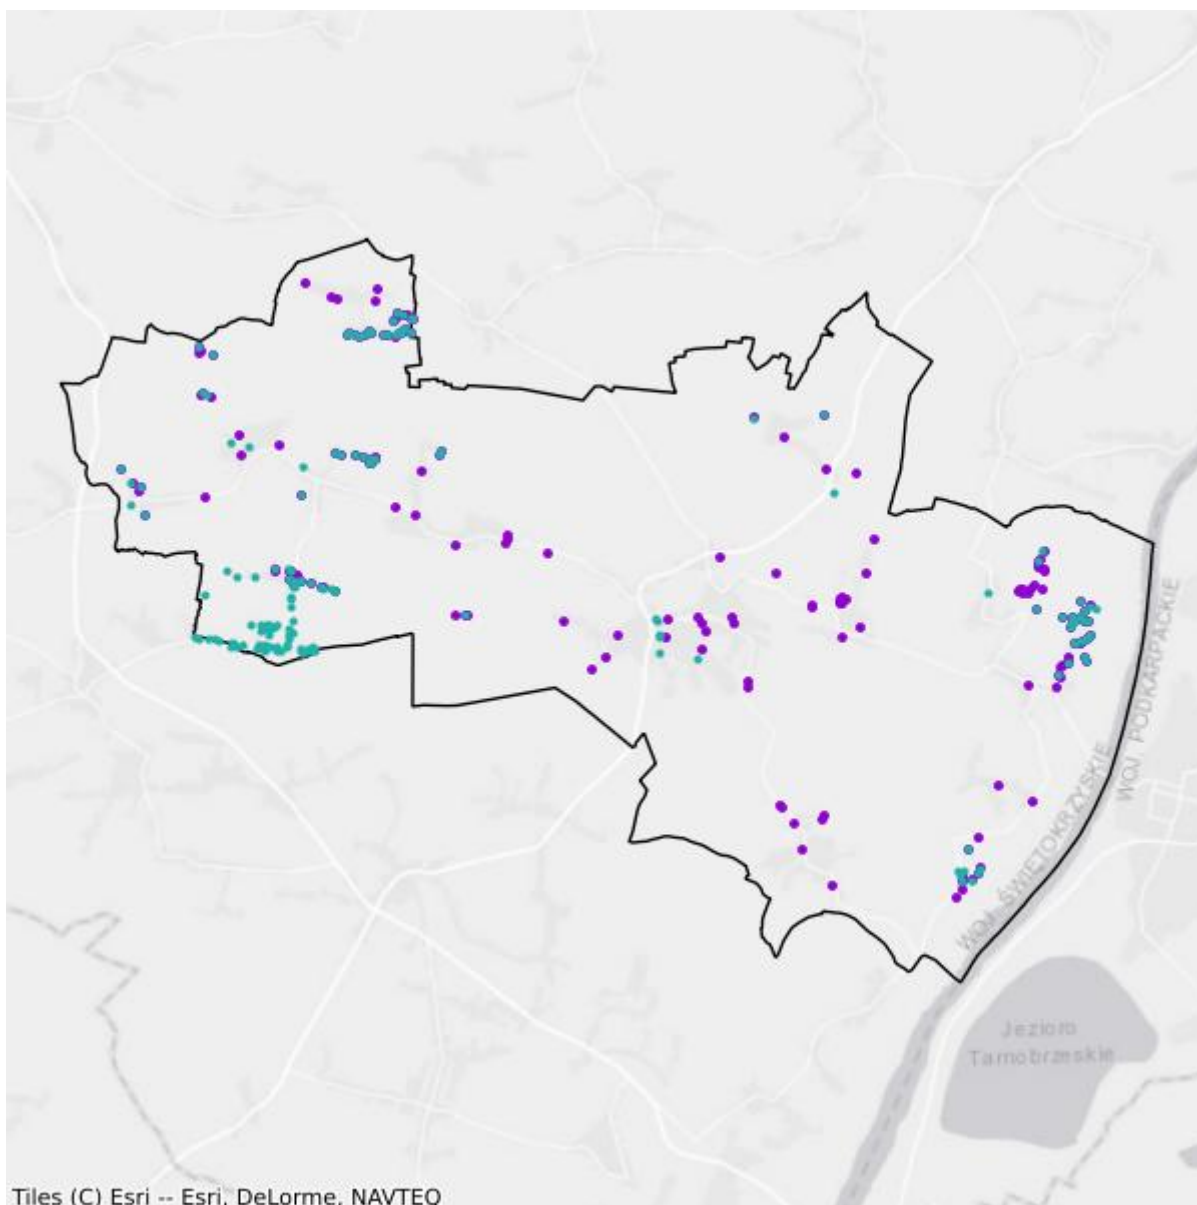 WOJ. PODKARPACKIE
WOJ. ŚWIĘTOKRZYSKIE
Jezioro
Tarnobrzeskie
Tiles (C) Esri -- Esri, DeLorme, NAVTEQ